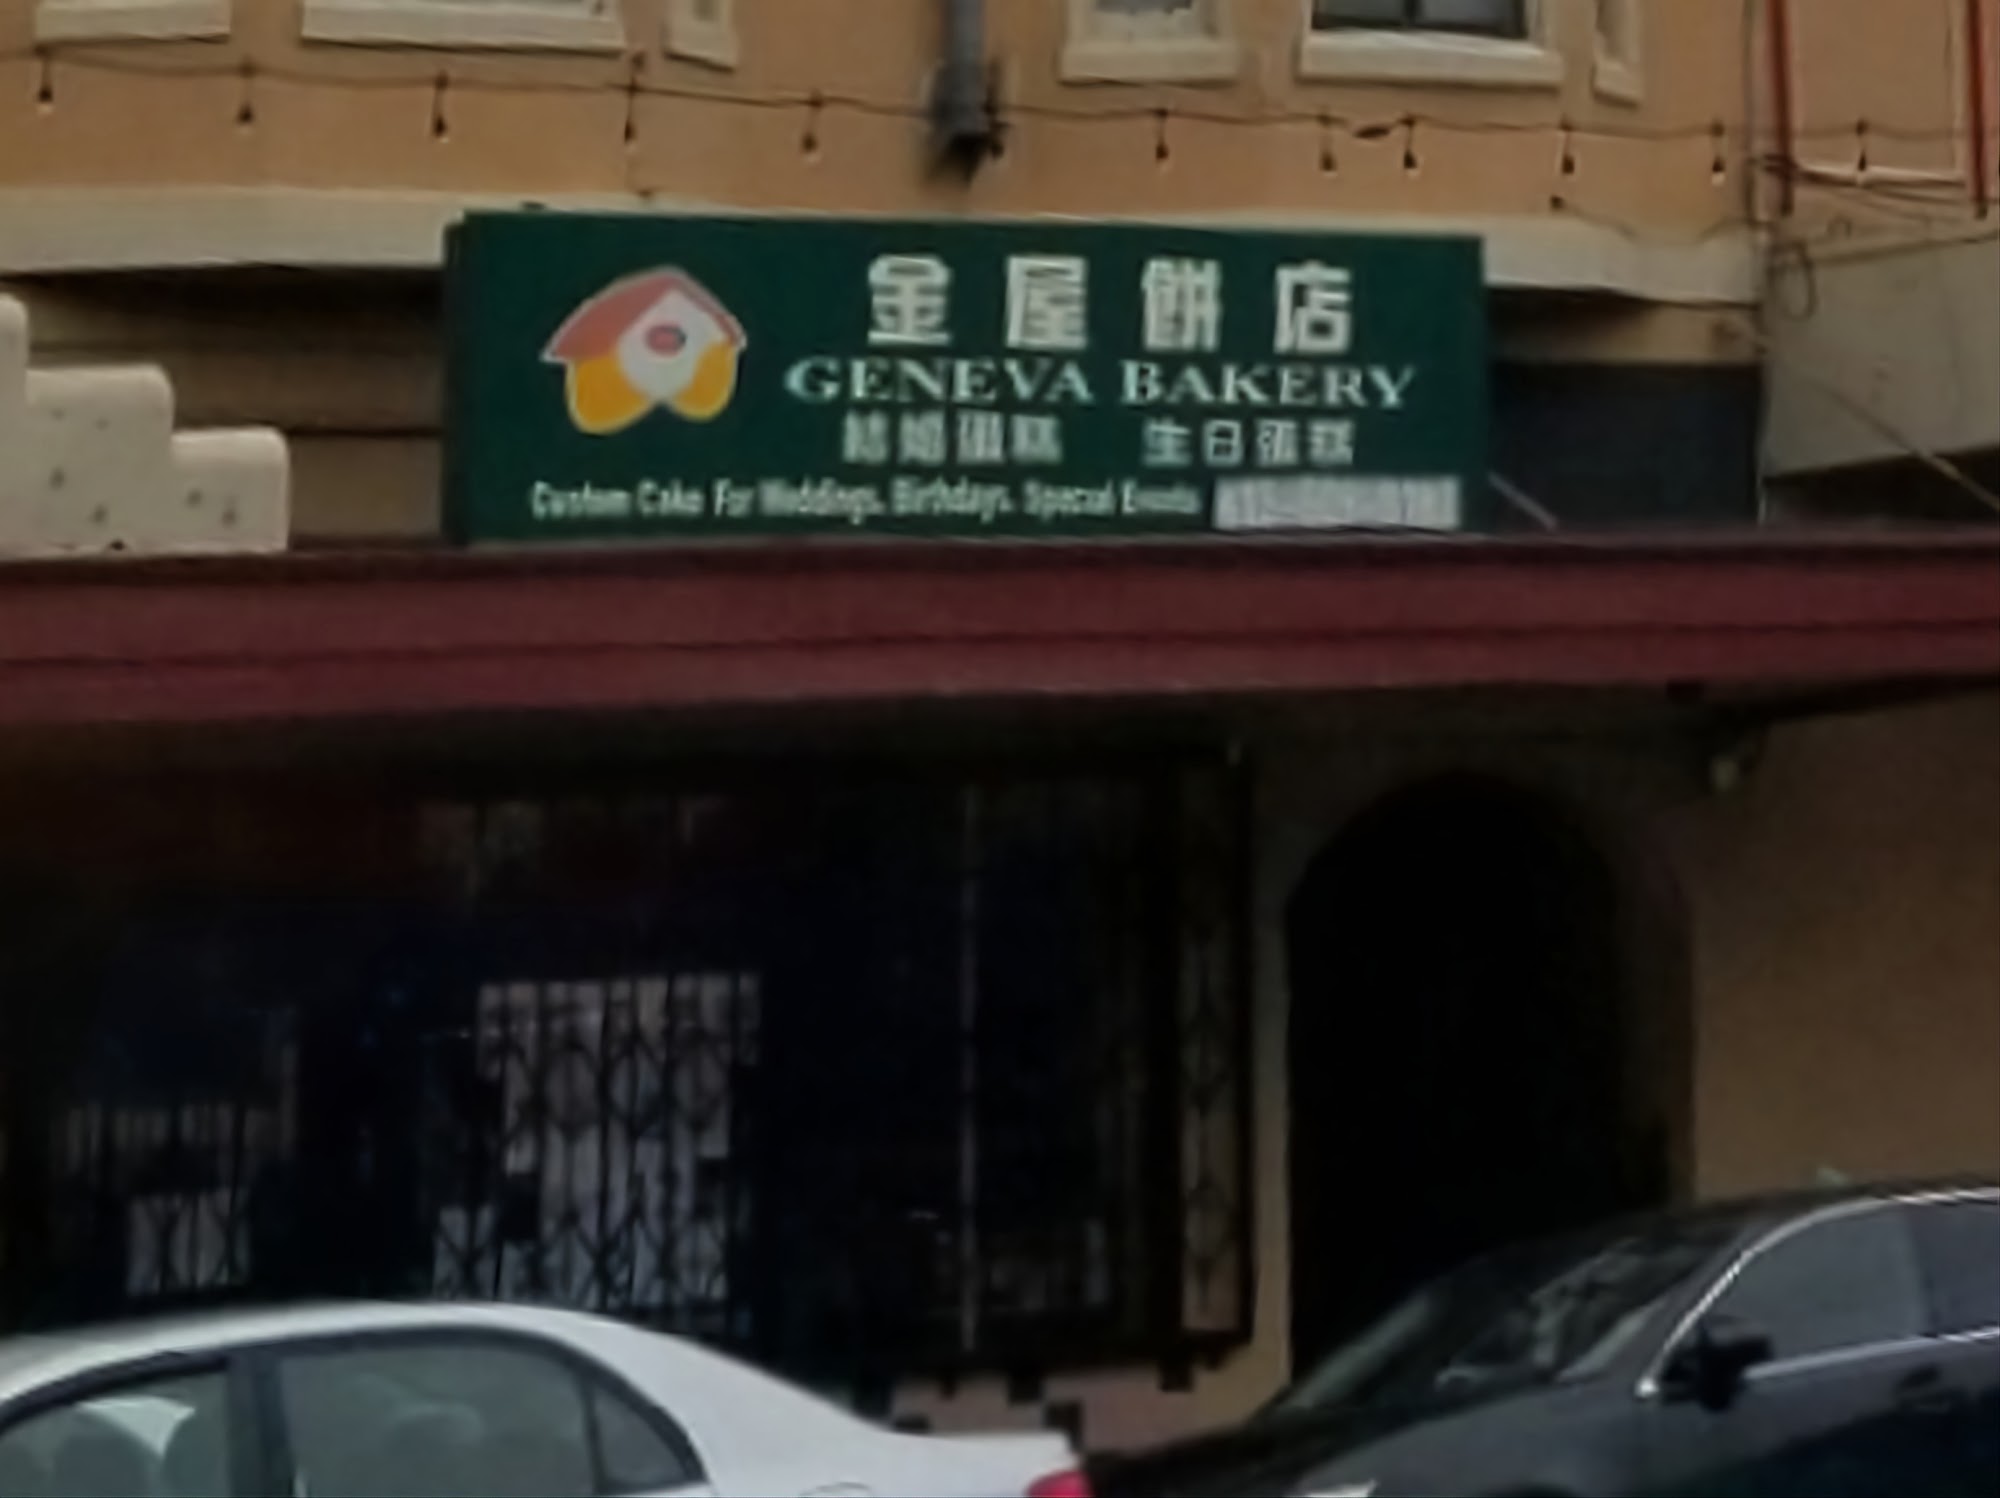 金屋餅店
GENEVA BAKERY
結婚蛋糕 生日蛋糕
Custom Cake For Weddings, Birthdays, Special Events